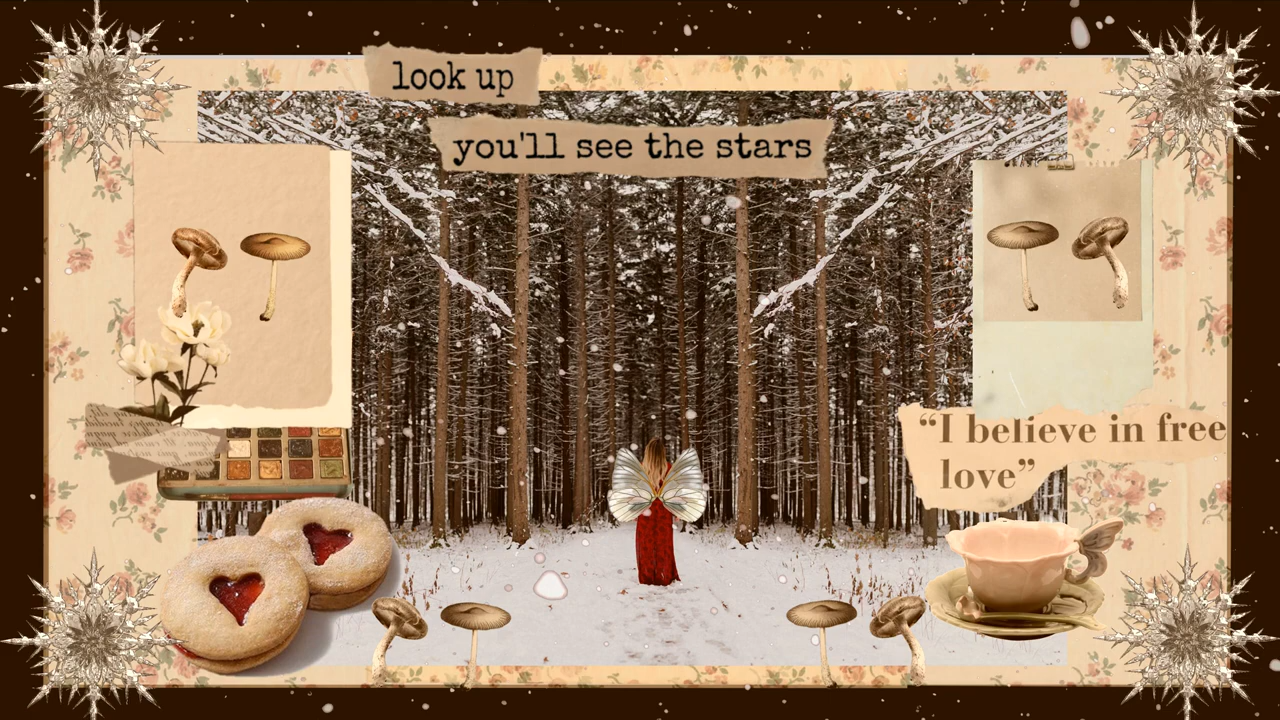 look up
you'll see the stars
“I believe in free
love”